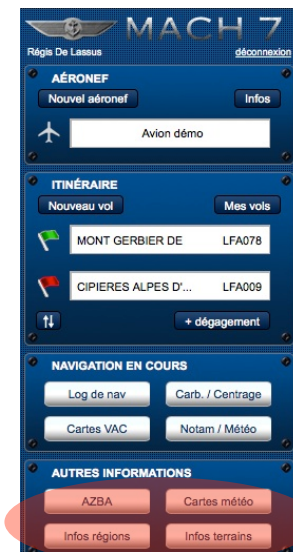 MACH 7
Régis De Lassus déconnexion
AÉRONEF
Nouvel aéronef Infos
Avion démo
ITINÉRAIRE
Nouveau vol Mes vols
MONT GERBIER DE LFA078
CIPIERES ALPES D'... LFA009
+ dégagement
NAVIGATION EN COURS
Log de nav Carb. / Centrage
Cartes VAC Notam / Météo
AUTRES INFORMATIONS
AZBA Cartes météo
Infos régions Infos terrains